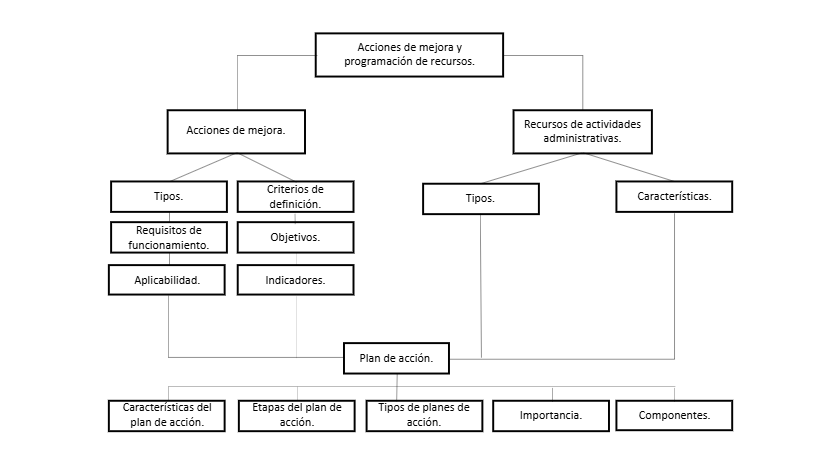 Acciones de mejora y
programación de recursos.
Acciones de mejora.
Recursos de actividades
administrativas.
Tipos.
Criterios de
definición.
Tipos.
Características.
Requisitos de
funcionamiento.
Objetivos.
Aplicabilidad.
Indicadores.
Plan de acción.
Características del
plan de acción.
Etapas del plan de
acción.
Tipos de planes de
acción.
Importancia.
Componentes.